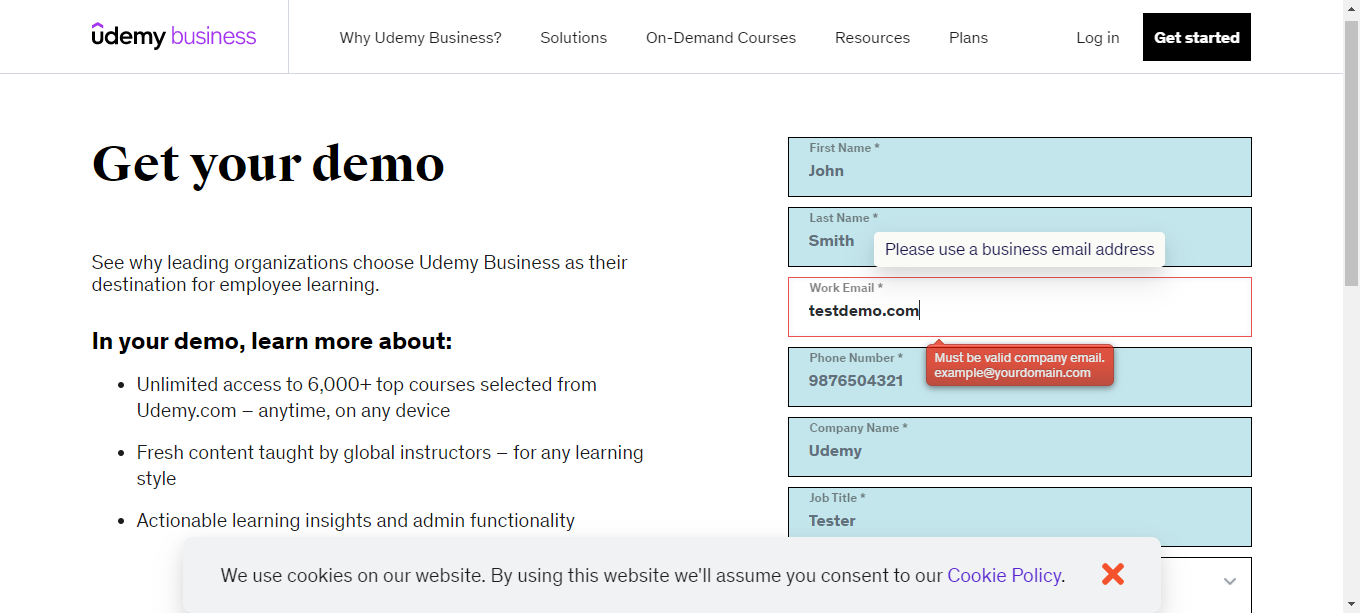 ûdemy business
Why Udemy Business?
Solutions
On-Demand Courses
Resources
Plans
Log in
Get started
Get your demo
See why leading organizations choose Udemy Business as their
destination for employee learning.
In your demo, learn more about:
• Unlimited access to 6,000+ top courses selected from
Udemy.com – anytime, on any device
• Fresh content taught by global instructors – for any learning
style
• Actionable learning insights and admin functionality
First Name *
John
Last Name *
Smith
Please use a business email address
Work Email *
testdemo.com
Must be valid company email.
example@yourdomain.com
Phone Number *
9876504321
Company Name *
Udemy
Job Title *
Tester
We use cookies on our website. By using this website we'll assume you consent to our Cookie Policy.